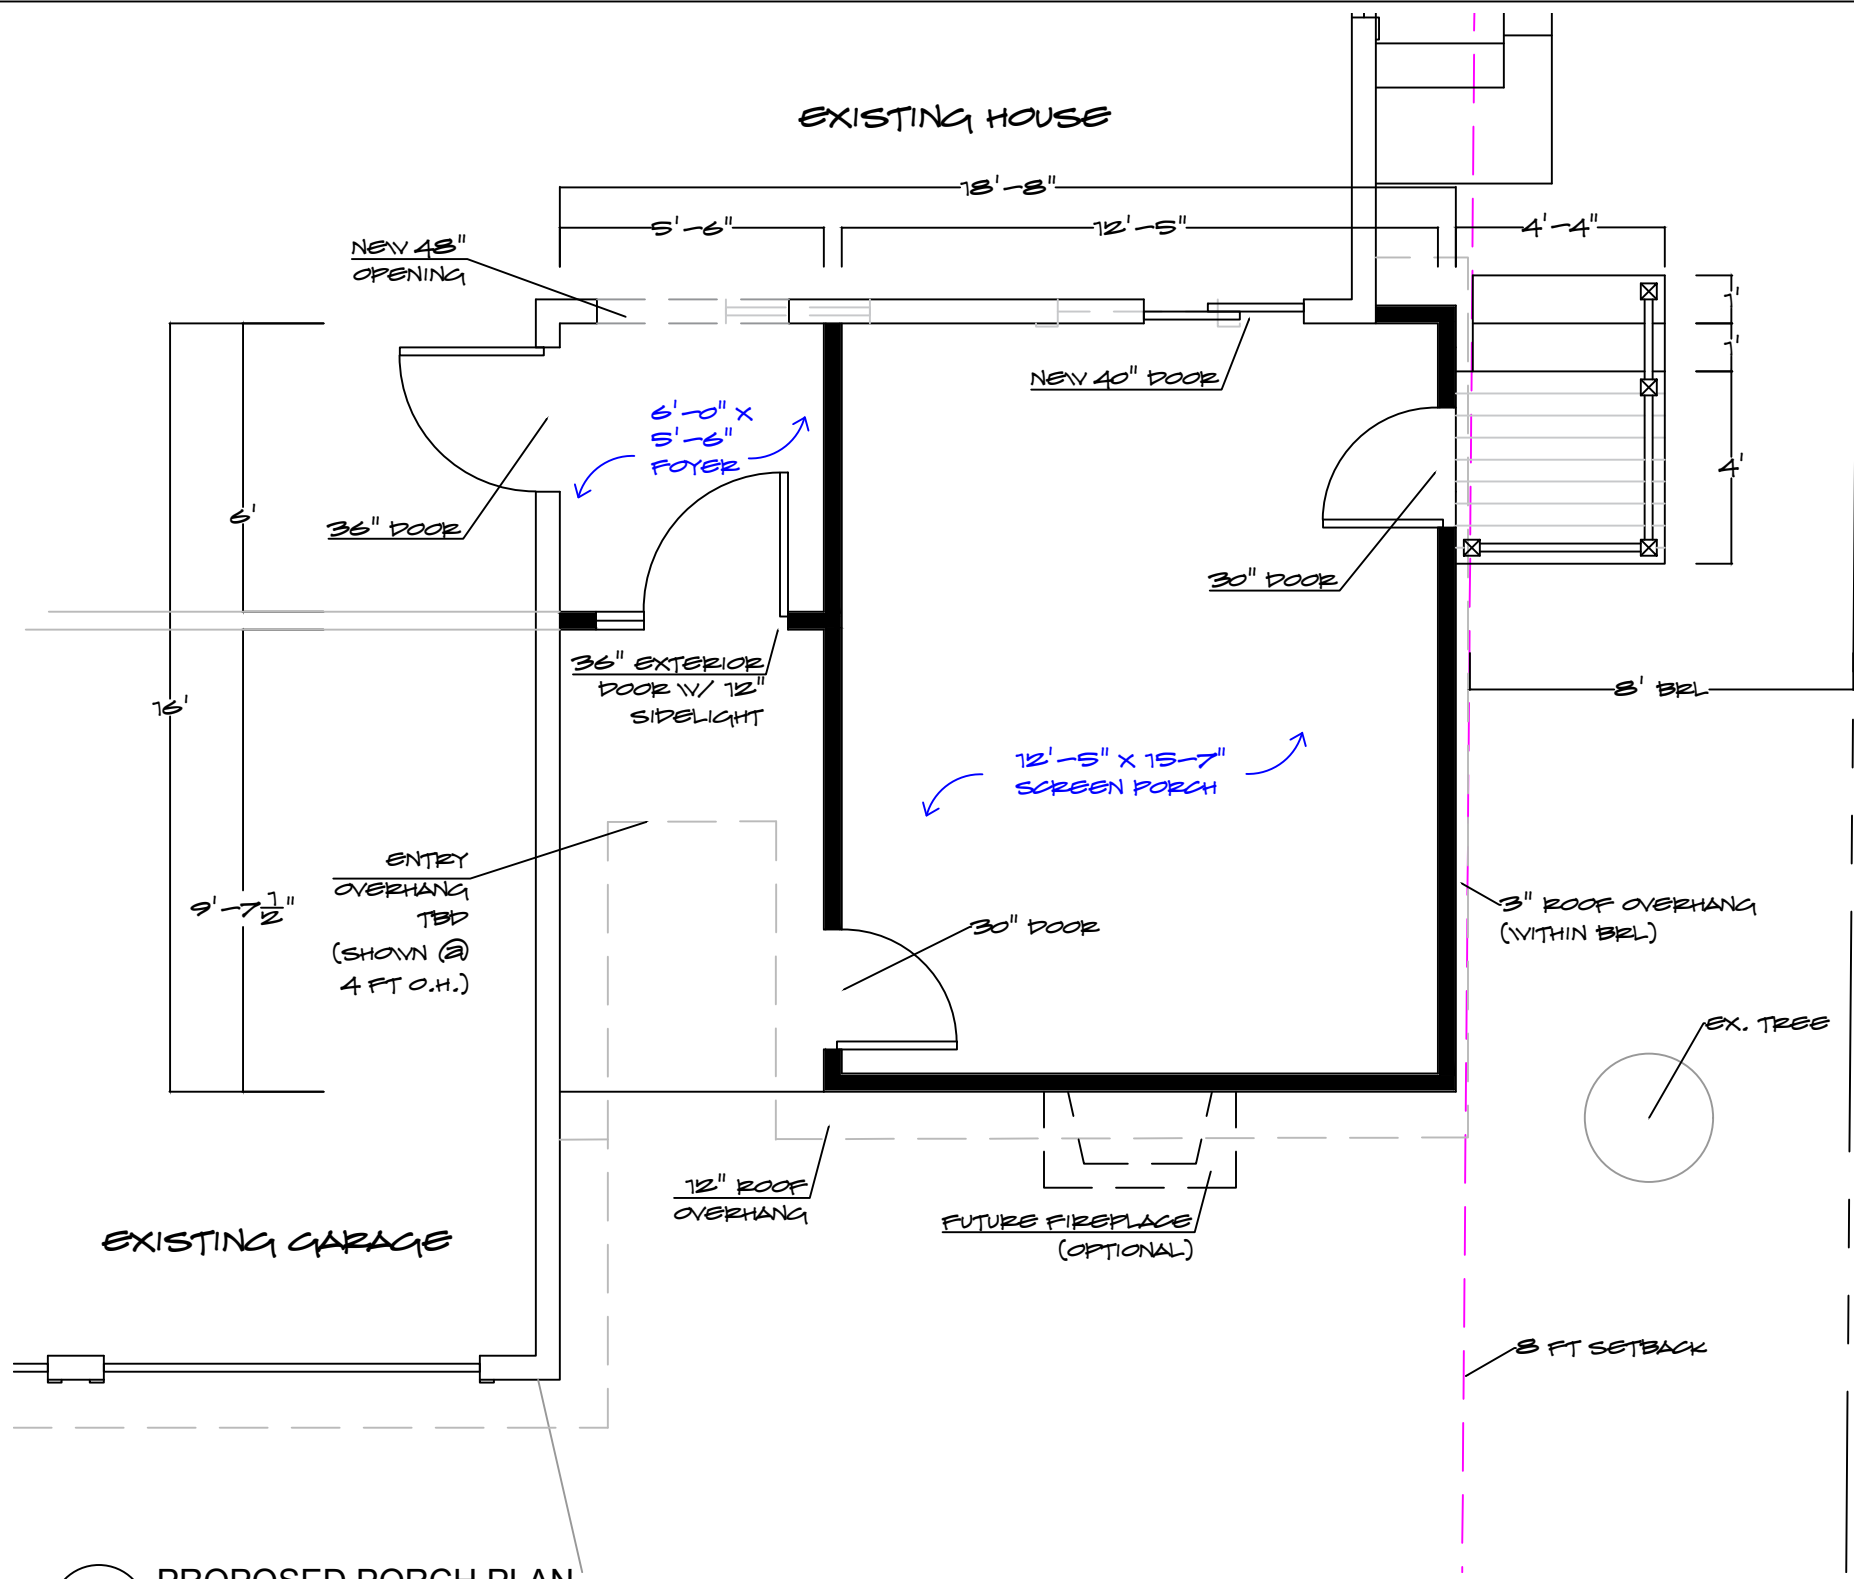 EXISTING HOUSE
18'-8"
5'-6"
12'-5"
4'-4"
NEW 48"
OPENING
1'
1'
NEW 40" DOOR
6'-0" X
5'-6"
FOYER
4'
6'
36" DOOR
30" DOOR
36" EXTERIOR
DOOR W/ 12"
SIDELIGHT
8' BRL
16'
12'-5" X 15-7"
SCREEN PORCH
ENTRY
OVERHANG
TBD
(SHOWN @
4 FT O.H.)
9'-7 1/2"
30" DOOR
3" ROOF OVERHANG
(WITHIN BRL)
EX. TREE
12" ROOF
OVERHANG
FUTURE FIREPLACE
(OPTIONAL)
EXISTING GARAGE
8 FT SETBACK
PROPOSED PORCH PLAN